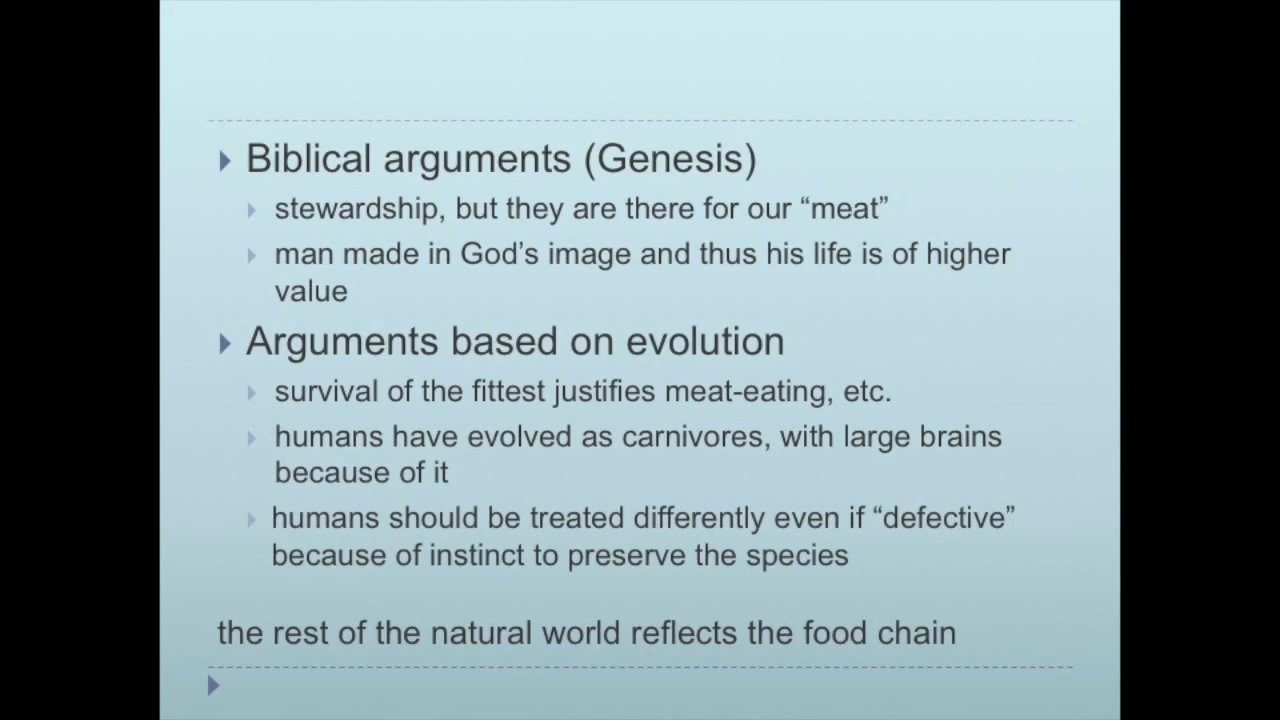 Biblical arguments (Genesis)
stewardship, but they are there for our “meat”
man made in God’s image and thus his life is of higher
value
Arguments based on evolution
survival of the fittest justifies meat-eating, etc.
humans have evolved as carnivores, with large brains
because of it
humans should be treated differently even if “defective”
because of instinct to preserve the species
the rest of the natural world reflects the food chain